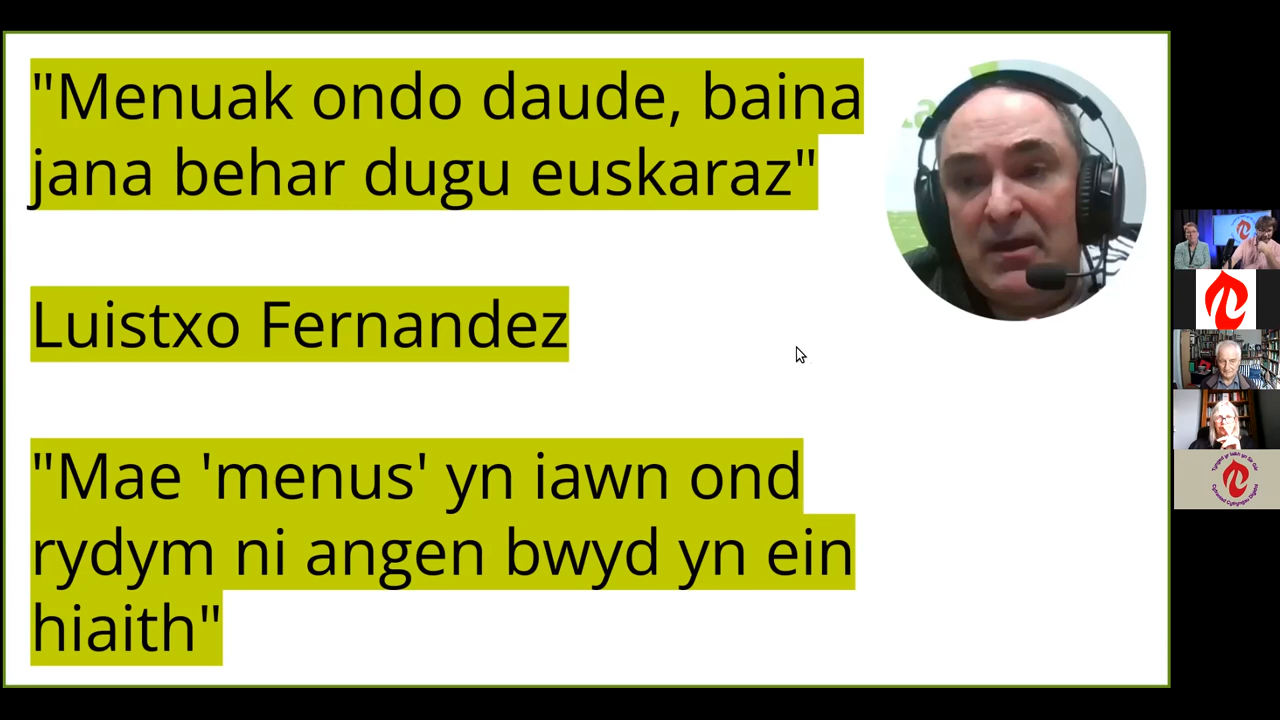 "Menuak ondo daude, baina
jana behar dugu euskaraz"
Luistxo Fernandez
"Mae 'menus' yn iawn ond
rydym ni angen bwyd yn ein
hiaith"